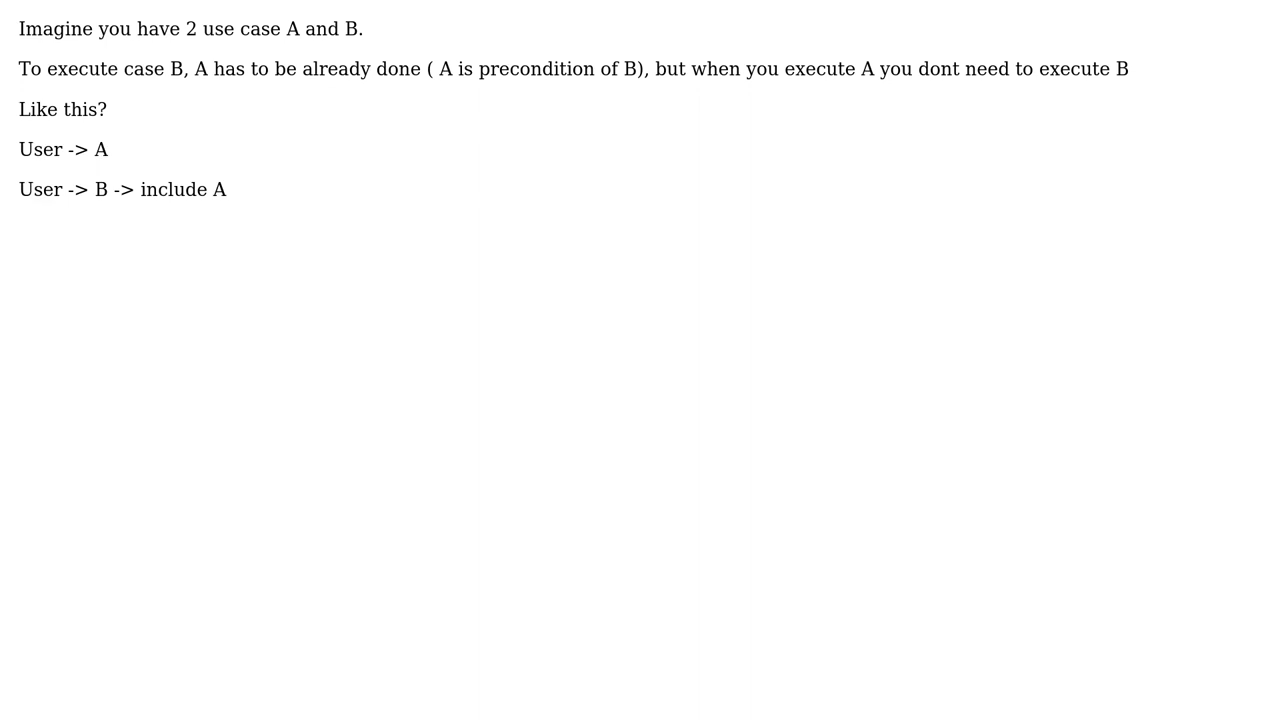 Imagine you have 2 use case A and B.
To execute case B, A has to be already done ( A is precondition of B), but when you execute A you dont need to execute B
Like this?
User -> A
User -> B -> include A